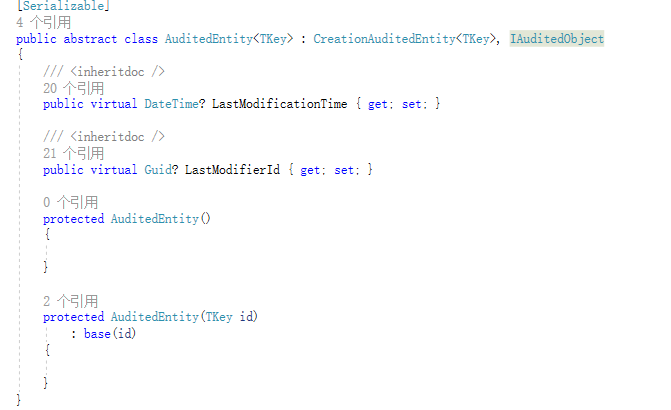 [Serializable]
4 个引用
public abstract class AuditedEntity<TKey> : CreationAuditedEntity<TKey>, IAuditedObject
{
/// <inheritdoc />
20 个引用
public virtual DateTime? LastModificationTime { get; set; }
/// <inheritdoc />
21 个引用
public virtual Guid? LastModifierId { get; set; }
0 个引用
protected AuditedEntity()
{
}
2 个引用
protected AuditedEntity(TKey id)
: base(id)
{
}
}